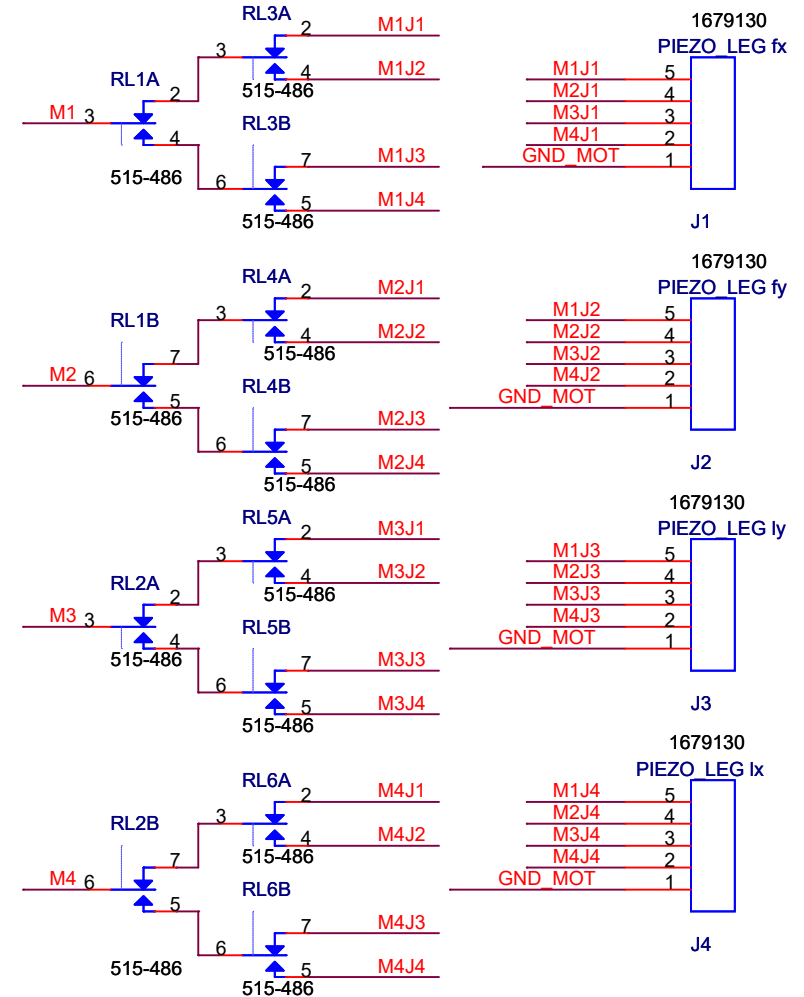 RL3A
2 M1J1
3
4 M1J2
515-486
RL1A
2
M1 3
4
515-486
RL3B
7 M1J3
6
5 M1J4
515-486
1679130
PIEZO_LEG fx
M1J1 5
M2J1 4
M3J1 3
M4J1 2
GND_MOT 1
J1
RL4A
2 M2J1
3
4 M2J2
515-486
RL1B
7
M2 6
5
515-486
RL4B
7 M2J3
6
5 M2J4
515-486
1679130
PIEZO_LEG fy
M1J2 5
M2J2 4
M3J2 3
M4J2 2
GND_MOT 1
J2
RL5A
2 M3J1
3
4 M3J2
515-486
RL2A
2
M3 3
4
515-486
RL5B
7 M3J3
6
5 M3J4
515-486
1679130
PIEZO_LEG ly
M1J3 5
M2J3 4
M3J3 3
M4J3 2
GND_MOT 1
J3
RL6A
2 M4J1
3
4 M4J2
515-486
RL2B
7
M4 6
5
515-486
RL6B
7 M4J3
6
5 M4J4
515-486
1679130
PIEZO_LEG lx
M1J4 5
M2J4 4
M3J4 3
M4J4 2
GND_MOT 1
J4